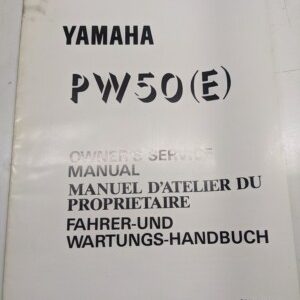 YAMAHA
PW50(E)
OWNER'S SERVICE
MANUAL
MANUEL D'ATELIER DU
PROPRIETAIRE
FAHRER-UND
WARTUNGS-HANDBUCH